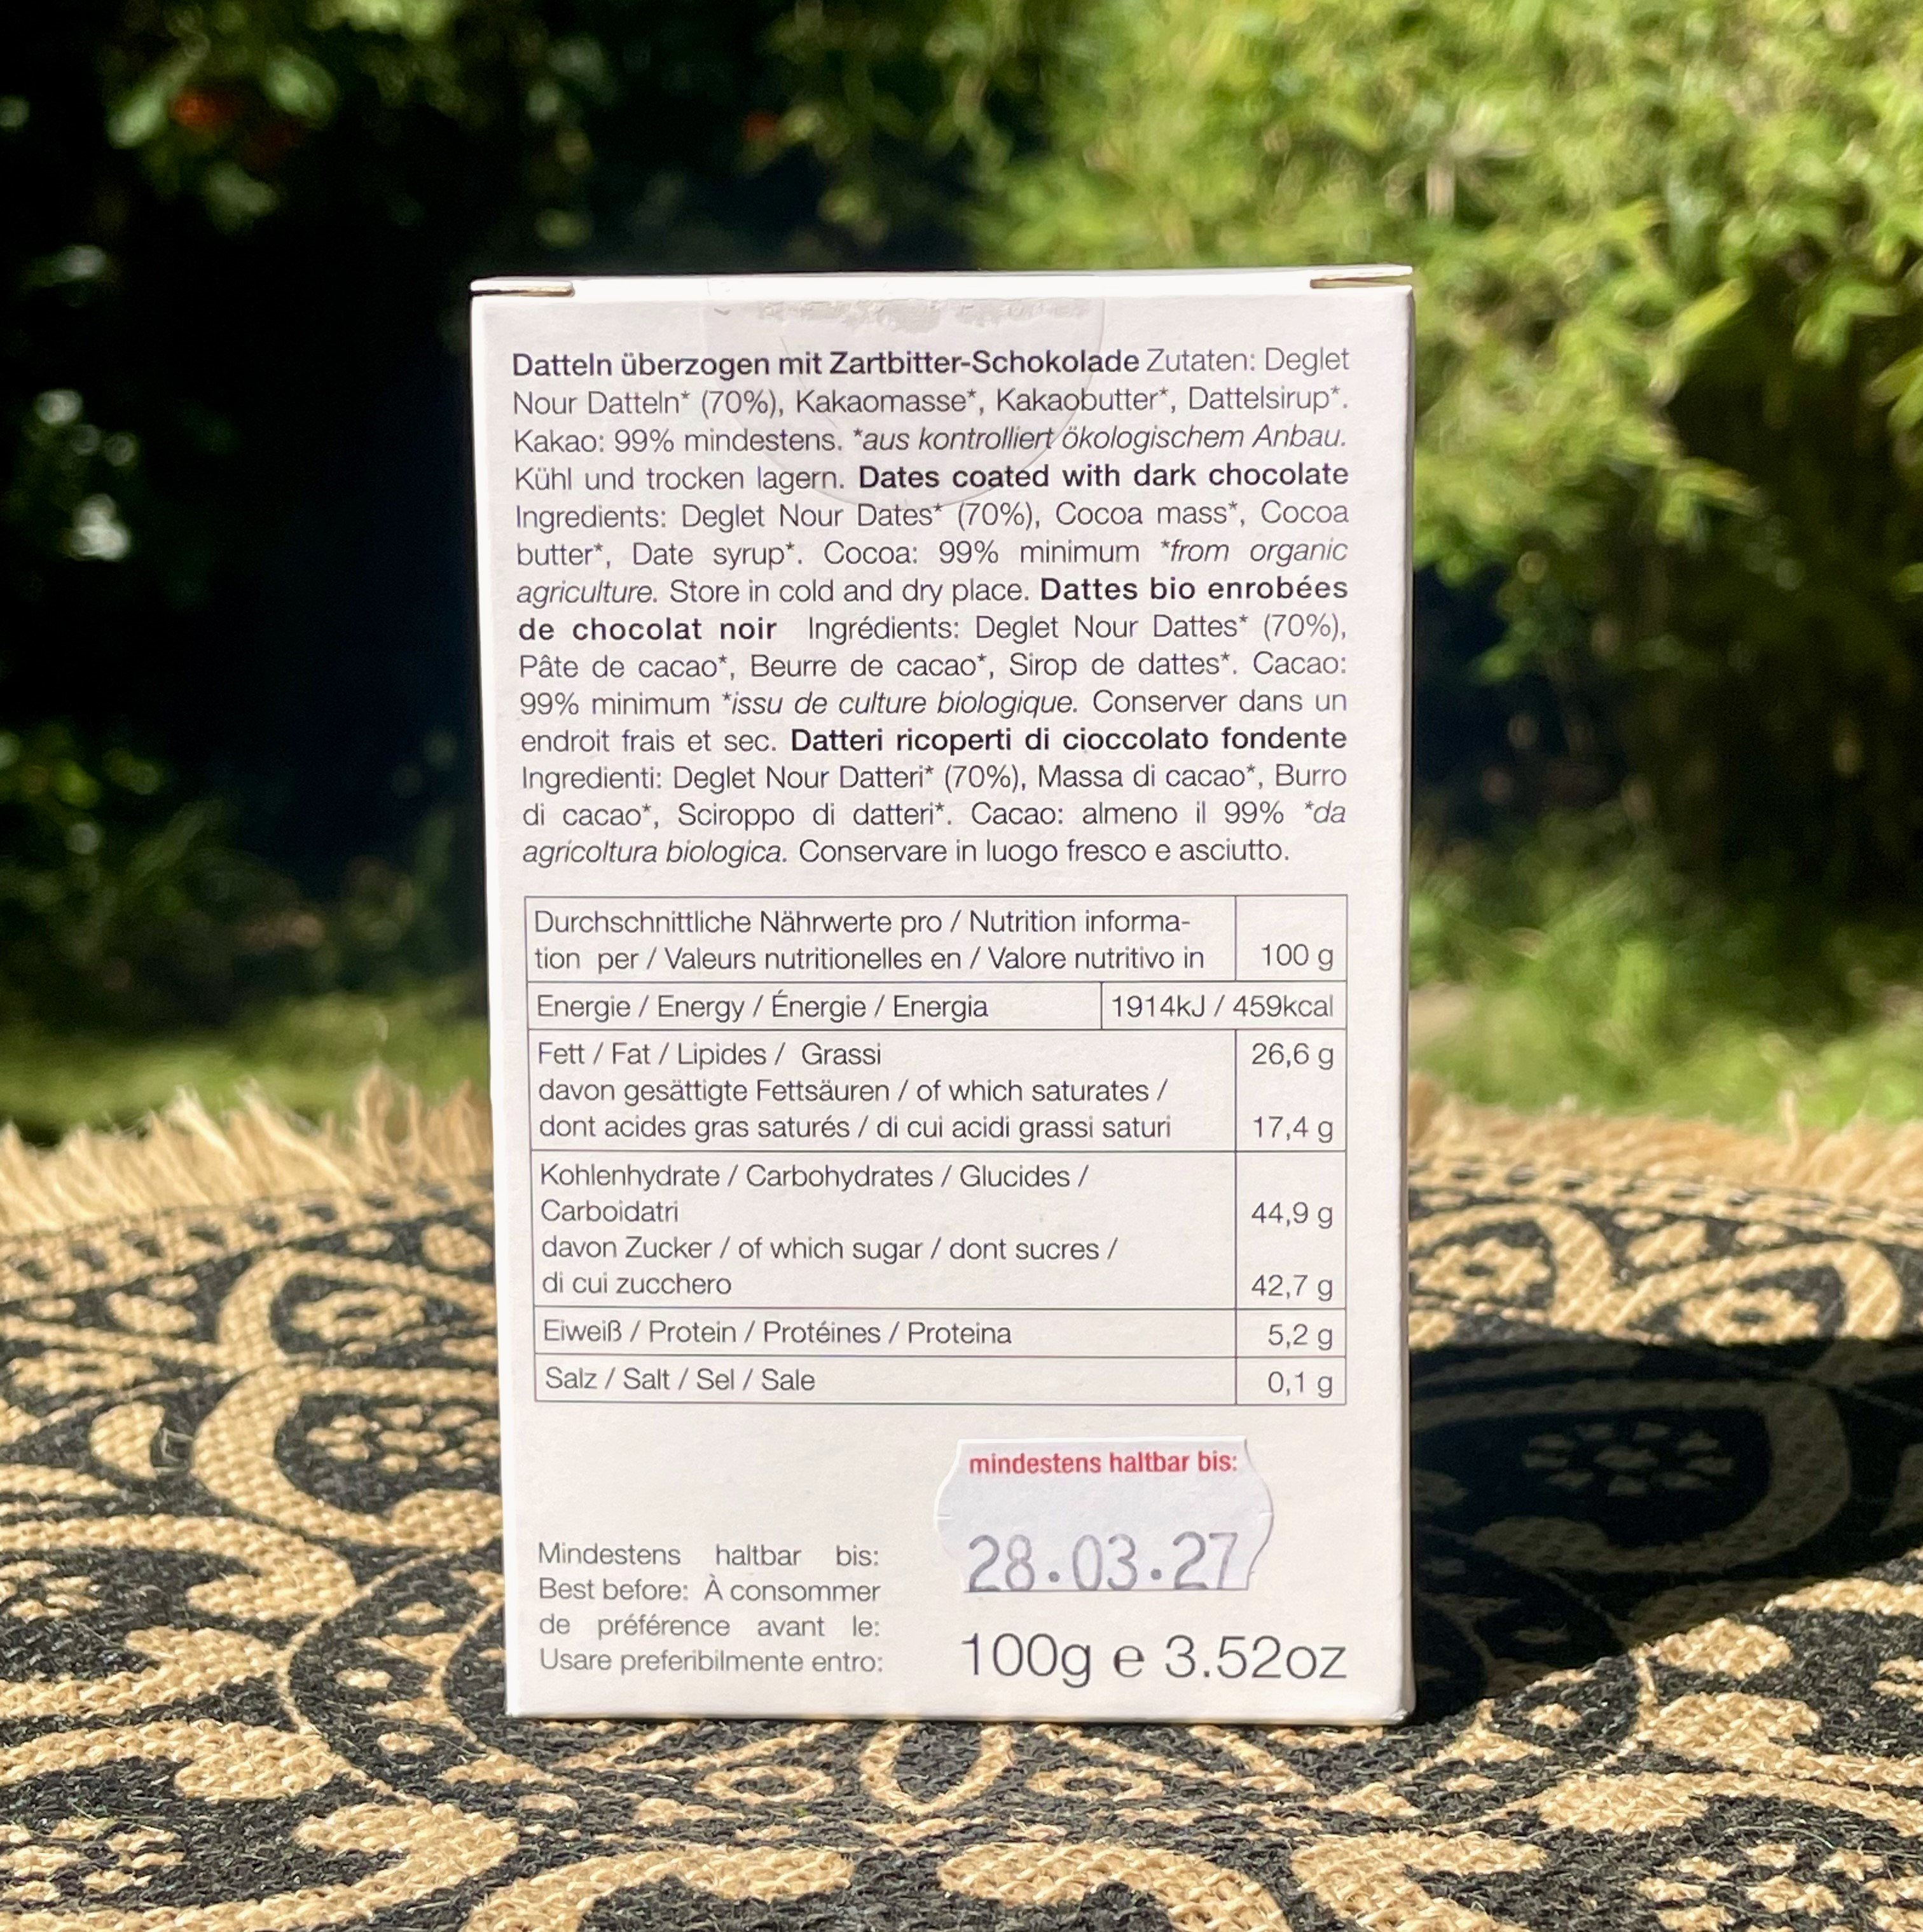 Datteln überzogen mit Zartbitter-Schokolade Zutaten: Deglet
Nour Datteln* (70%), Kakaomasse*, Kakaobutter*, Dattelsirup*.
Kakao: 99% mindestens. *aus kontrolliert ökologischem Anbau.
Kühl und trocken lagern. Dates coated with dark chocolate
Ingredients: Deglet Nour Dates* (70%), Cocoa mass*, Cocoa
butter*, Date syrup*. Cocoa: 99% minimum *from organic
agriculture. Store in cold and dry place. Dattes bio enrobées
de chocolat noir Ingrédients: Deglet Nour Dattes* (70%),
Pâte de cacao*, Beurre de cacao*, Sirop de dattes*. Cacao:
99% minimum *issu de culture biologique. Conserver dans un
endroit frais et sec. Datteri ricoperti di cioccolato fondente
Ingredienti: Deglet Nour Datteri* (70%), Massa di cacao*, Burro
di cacao*, Sciroppo di datteri*. Cacao: almeno il 99% *da
agricoltura biologica. Conservare in luogo fresco e asciutto.
Durchschnittliche Nährwerte pro / Nutrition informa-
tion per / Valeurs nutritionelles en / Valore nutritivo in 100 g
Energie / Energy / Énergie / Energia 1914kJ / 459kcal
Fett / Fat / Lipides / Grassi 26,6 g
davon gesättigte Fettsäuren / of which saturates /
dont acides gras saturés / di cui acidi grassi saturi 17,4 g
Kohlenhydrate / Carbohydrates / Glucides /
Carboidatri 44,9 g
davon Zucker / of which sugar / dont sucres /
di cui zucchero 42,7 g
Eiweiß / Protein / Protéines / Proteina 5,2 g
Salz / Salt / Sel / Sale 0,1 g
mindestens haltbar bis:
28.03.27
Mindestens haltbar bis:
Best before: À consommer
de préférence avant le:
Usare preferibilmente entro:
100g e 3.52oz